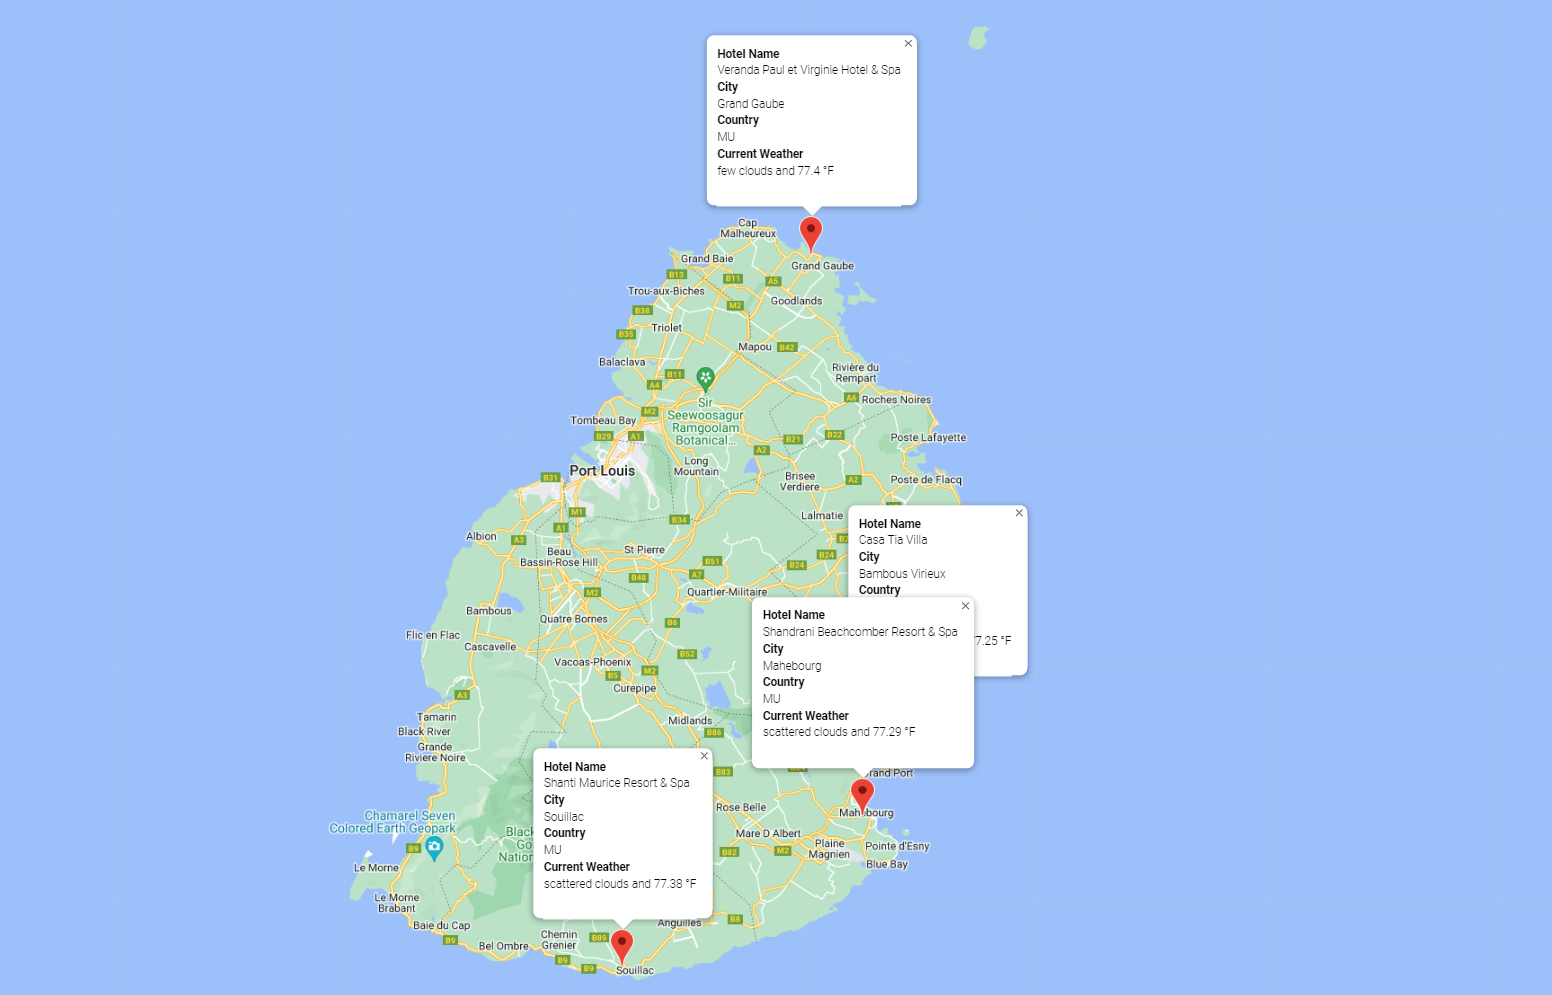 Hotel Name
Veranda Paul et Virginie Hotel & Spa
City
Grand Gaube
Country
MU
Current Weather
few clouds and 77.4 °F
Cap
Malheureux
Grand Baie
Grand Gaube
B13
B11
A5
Trou-aux-Biches
M2
Goodlands
B38
Triolet
B35
Mapou
B42
Balaclava
B11
Rivière du
Rempart
A4
A6
Roches Noires
Sir
Seewoosagur
Ramgoolam
Botanical...
M2
Tombeau Bay
B29
A1
B21
B22
Poste Lafayette
A2
Long
Mountain
Port Louis
B31
Brisee
Verdiere
A2
Poste de Flacq
M1
Lalmatie
B34
A1
Albion
A3
Beau
Bassin-Rose Hill
St Pierre
B51
B24
B24
A7
B48
M2
Quartier-Militaire
Hotel Name
Casa Tia Villa
City
Bambous Virieux
Country
7.25 °F
Bambous
Quatre Bornes
B6
Flic en Flac
Cascavelle
B52
Vacoas-Phoenix
M2
B5
Curepipe
A3
Hotel Name
Shandrani Beachcomber Resort & Spa
City
Mahebourg
Country
MU
Current Weather
scattered clouds and 77.29 °F
Tamarin
Black River
Midlands
B86
Grande
Riviere Noire
B83
rand Port
Hotel Name
Shanti Maurice Resort & Spa
City
Souillac
Country
MU
Current Weather
scattered clouds and 77.38 °F
Rose Belle
Mahebourg
Chamarel Seven
Colored Earth Geopark
Black
Go
Nation
Mare D Albert
B9
B82
M2
Plaine
Magnien
Pointe d'Esny
Blue Bay
Le Morne
Le Morne
Brabant
Baie du Cap
Anguilles
B8
B9
Bel Ombre
Chemin
Grenier
B89
B9
B9
Souillac